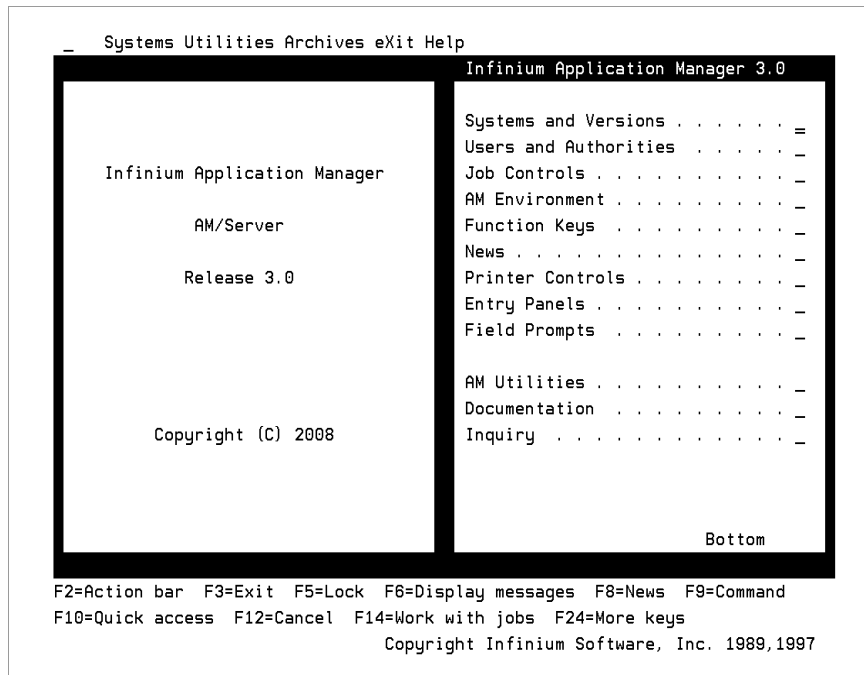 _ Systems Utilities Archives eXit Help
Infinium Application Manager 3.0
Infinium Application Manager
AM/Server
Release 3.0
Copyright (C) 2008
Systems and Versions . . . . . . _
Users and Authorities . . . . . _
Job Controls . . . . . . . . . . _
AM Environment . . . . . . . . . _
Function Keys . . . . . . . . . _
News . . . . . . . . . . . . . . _
Printer Controls . . . . . . . . _
Entry Panels . . . . . . . . . . _
Field Prompts . . . . . . . . . _
AM Utilities . . . . . . . . . . _
Documentation . . . . . . . . . _
Inquiry . . . . . . . . . . . . _
Bottom
F2=Action bar F3=Exit F5=Lock F6=Display messages F8=News F9=Command
F10=Quick access F12=Cancel F14=Work with jobs F24=More keys
Copyright Infinium Software, Inc. 1989,1997